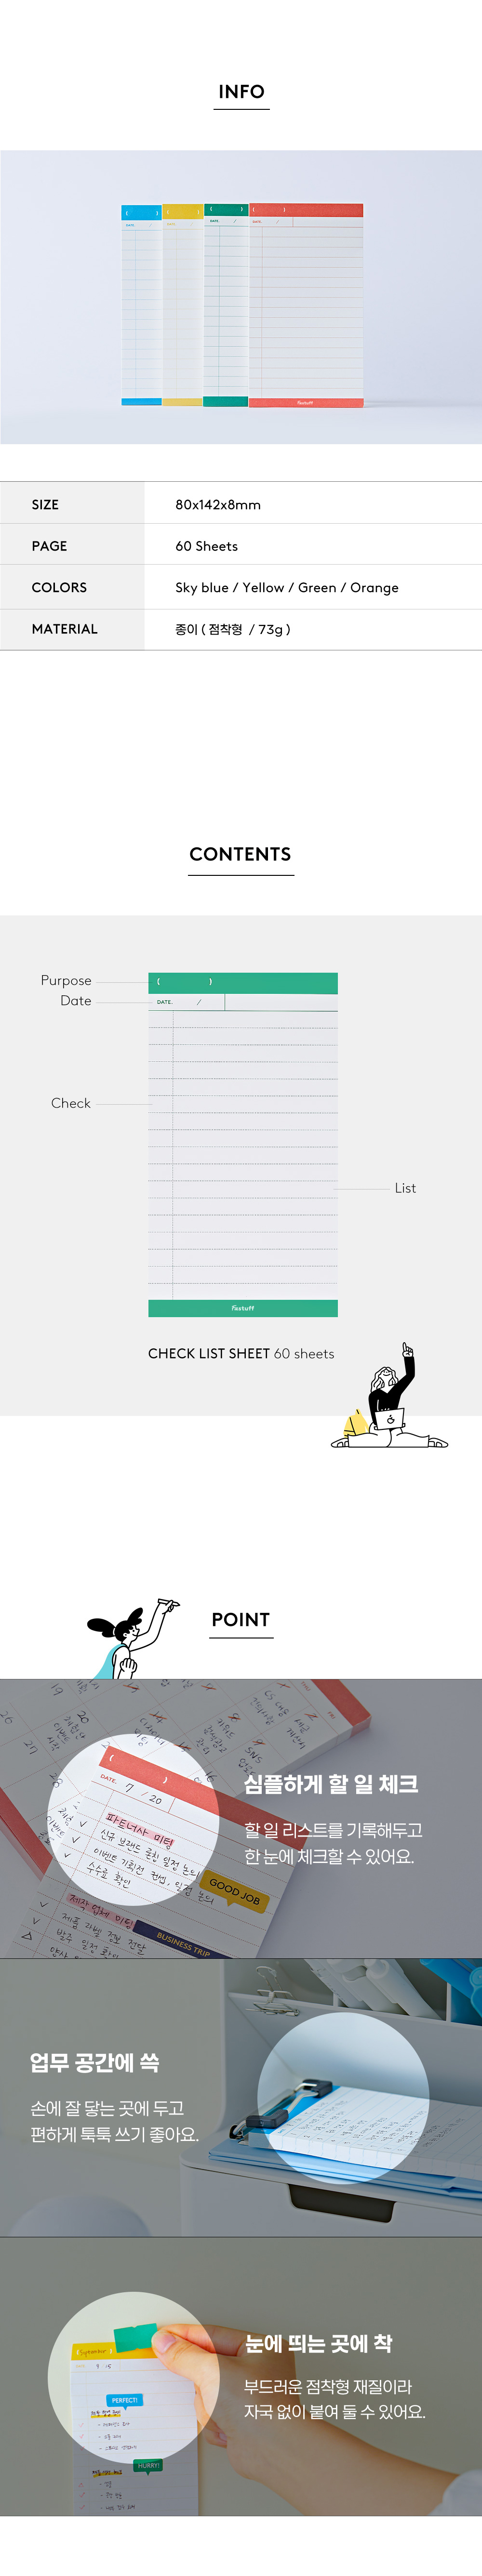 INFO
( ) ( ) ( ) ( )
DATE / DATE / DATE. / DATE /
fixstuff
SIZE 80x142x8mm
PAGE 60 Sheets
COLORS Sky blue / Yellow / Green / Orange
MATERIAL 종이 ( 점착형 / 73g )
CONTENTS
Purpose
( )
Date
DATE. /
Check
List
fixstuff
CHECK LIST SHEET 60 sheets
POINT
심플하게 할 일 체크
할 일 리스트를 기록해두고
한 눈에 체크할 수 있어요.
( )
DATE. 7 / 20
파트너사 미팅
신규 브랜드 론칭 일정 논의
이벤트 기획전 컨셉, 일정 논의
수수료 확인
GOOD JOB
제작 업체 미팅
제품 라벨 정보 전달
발주 일정 확인
BUSINESS TRIP
업무 공간에 쓱
손에 잘 닿는 곳에 두고
편하게 툭툭 쓰기 좋아요.
눈에 띄는 곳에 착
부드러운 점착형 재질이라
자국 없이 붙여 둘 수 있어요.
( September )
9 15
PERFECT!
HURRY!